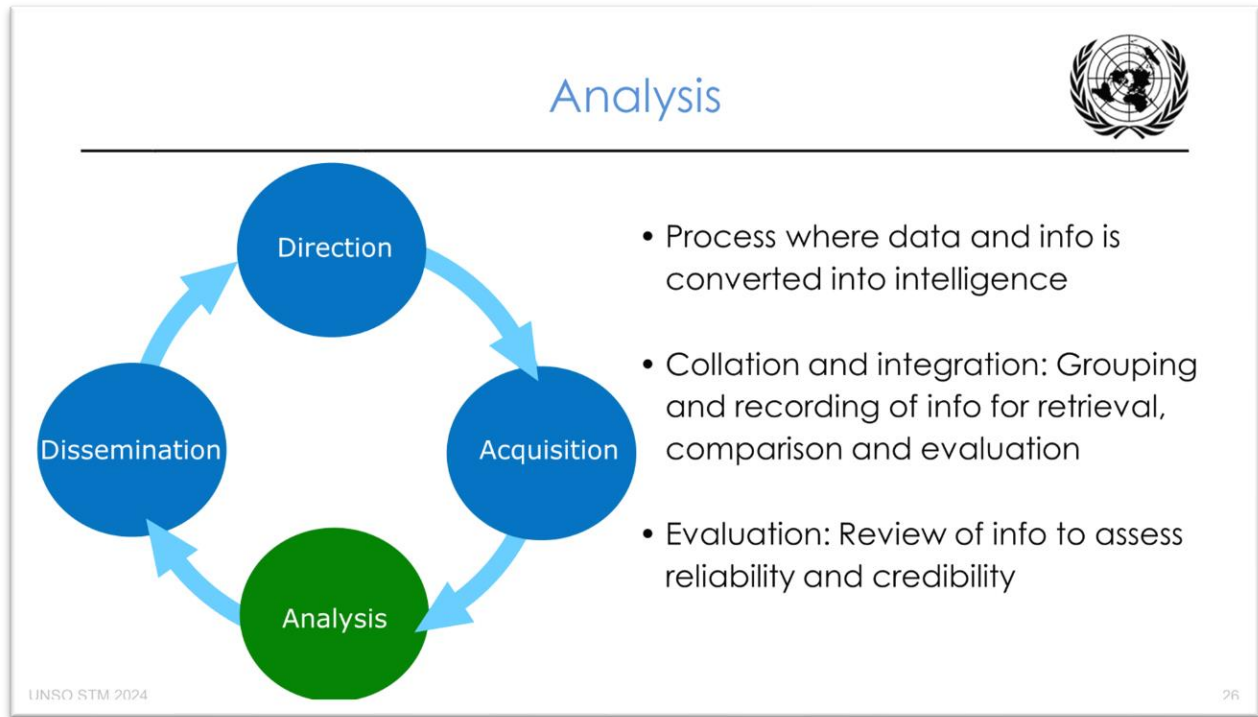 Analysis
Direction
Acquisition
Analysis
Dissemination
• Process where data and info is
converted into intelligence
• Collation and integration: Grouping
and recording of info for retrieval,
comparison and evaluation
• Evaluation: Review of info to assess
reliability and credibility
UNSO STM 2024
26